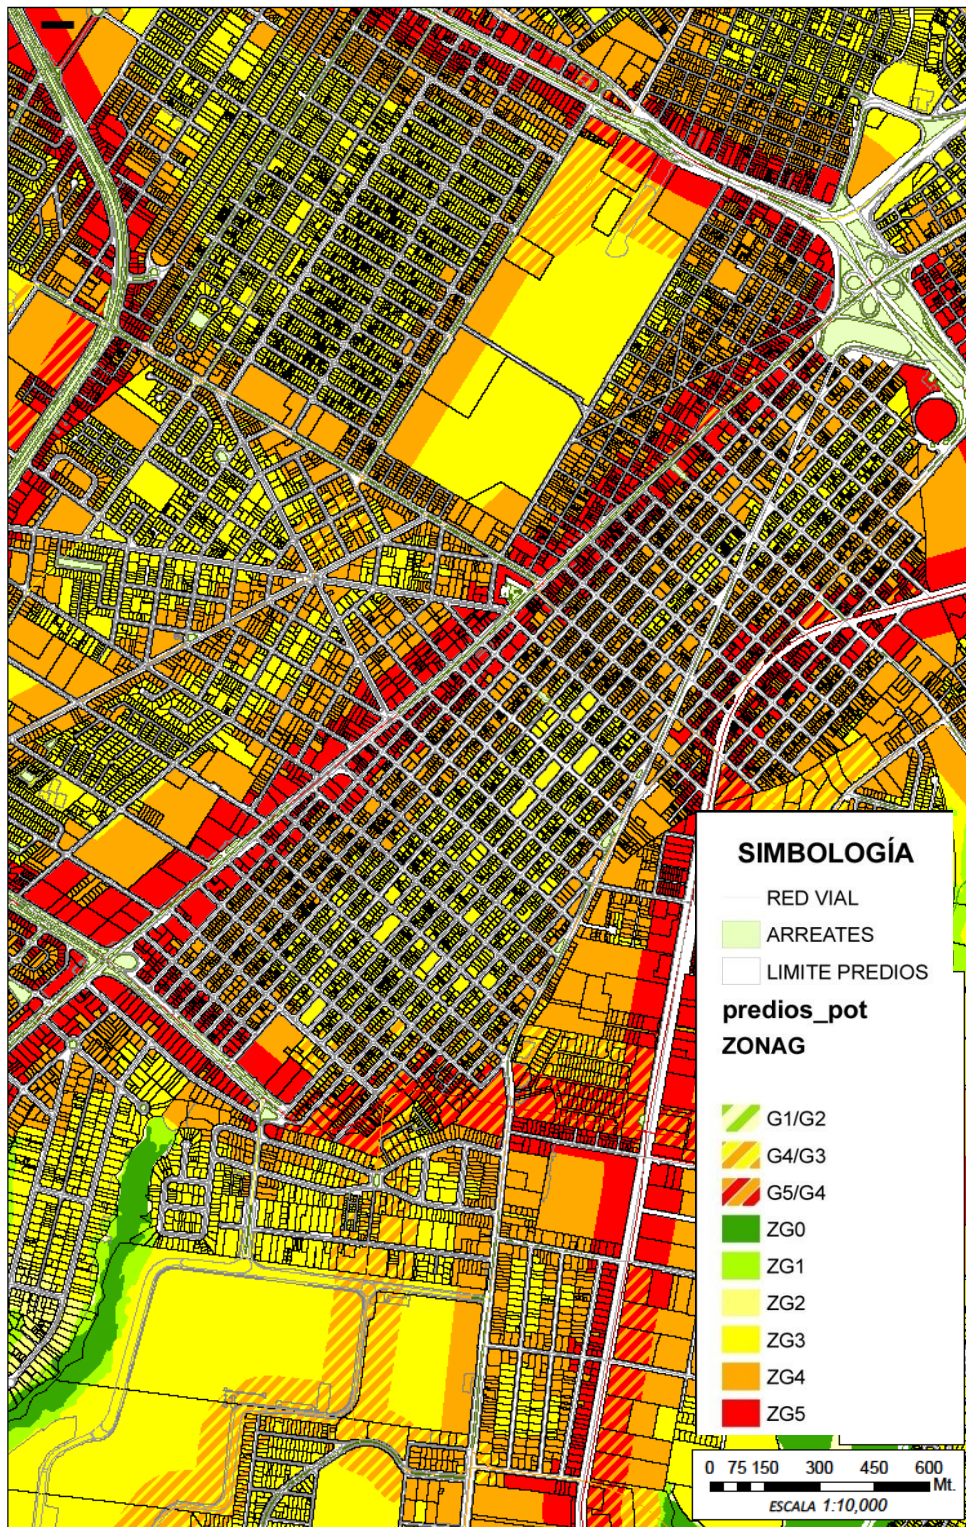 SIMBOLOGÍA
RED VIAL
ARREATES
LIMITE PREDIOS
predios_pot
ZONAG
G1/G2
G4/G3
G5/G4
ZG0
ZG1
ZG2
ZG3
ZG4
ZG5
0 75 150 300 450 600
Mt.
ESCALA 1:10,000